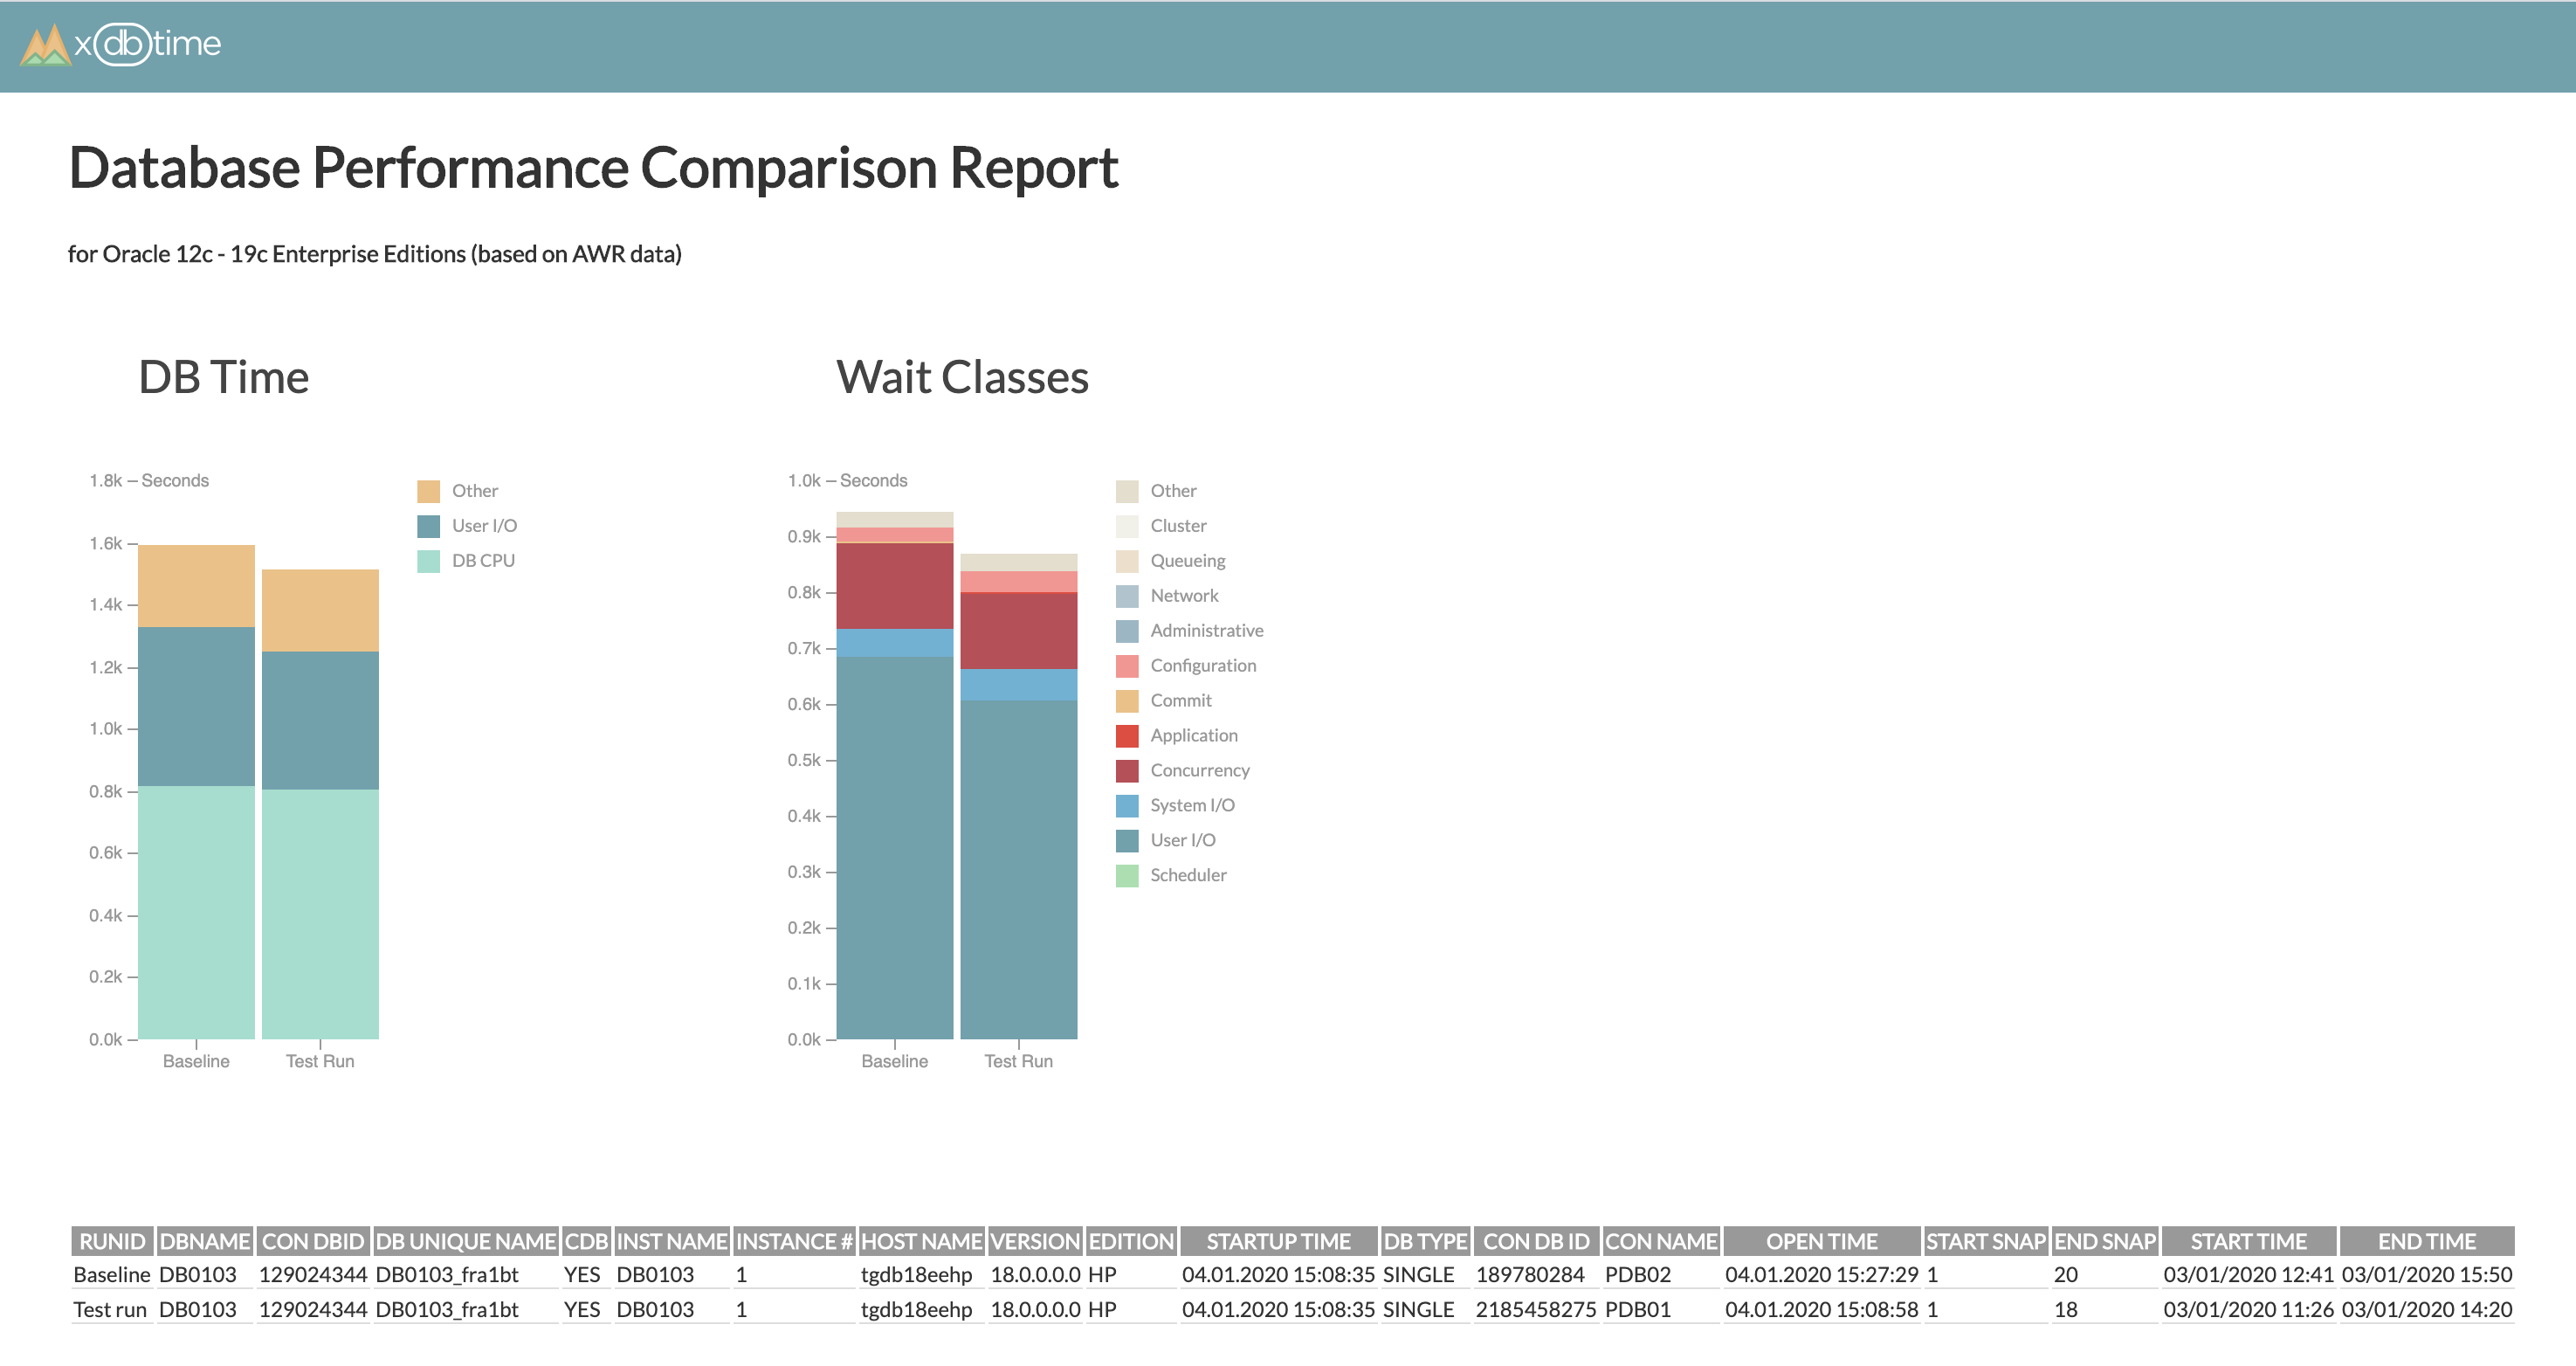 xdbtime
Database Performance Comparison Report
for Oracle 12c - 19c Enterprise Editions (based on AWR data)
DB Time
1.8k Seconds
1.6k
1.4k
1.2k
1.0k
0.8k
0.6k
0.4k
0.2k
0.0k
Baseline Test Run
Other
User I/O
DB CPU
Wait Classes
1.0k Seconds
0.9k
0.8k
0.7k
0.6k
0.5k
0.4k
0.3k
0.2k
0.1k
0.0k
Baseline Test Run
Other
Cluster
Queueing
Network
Administrative
Configuration
Commit
Application
Concurrency
System I/O
User I/O
Scheduler
RUNID DBNAME CON DBID DB UNIQUE NAME CDB INST NAME INSTANCE # HOST NAME VERSION EDITION STARTUP TIME DB TYPE CON DB ID CON NAME OPEN TIME START SNAP END SNAP START TIME END TIME
Baseline DB0103 129024344 DB0103_fra1bt YES DB0103 1 tgdb18eehp 18.0.0.0.0 HP 04.01.2020 15:08:35 SINGLE 189780284 PDB02 04.01.2020 15:27:29 1 20 03/01/2020 12:41 03/01/2020 15:50
Test run DB0103 129024344 DB0103_fra1bt YES DB0103 1 tgdb18eehp 18.0.0.0.0 HP 04.01.2020 15:08:35 SINGLE 2185458275 PDB01 04.01.2020 15:08:58 1 18 03/01/2020 11:26 03/01/2020 14:20